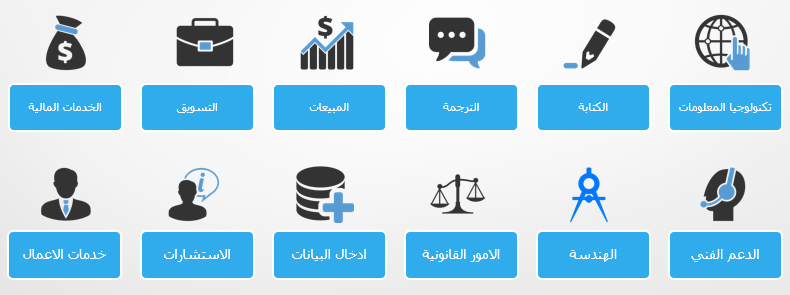 تكنولوجيا المعلومات
الكتابة
الترجمة
المبيعات
التسويق
الخدمات المالية
الدعم الفني
الهندسة
الامور القانونية
ادخال البيانات
الاستشارات
خدمات الاعمال